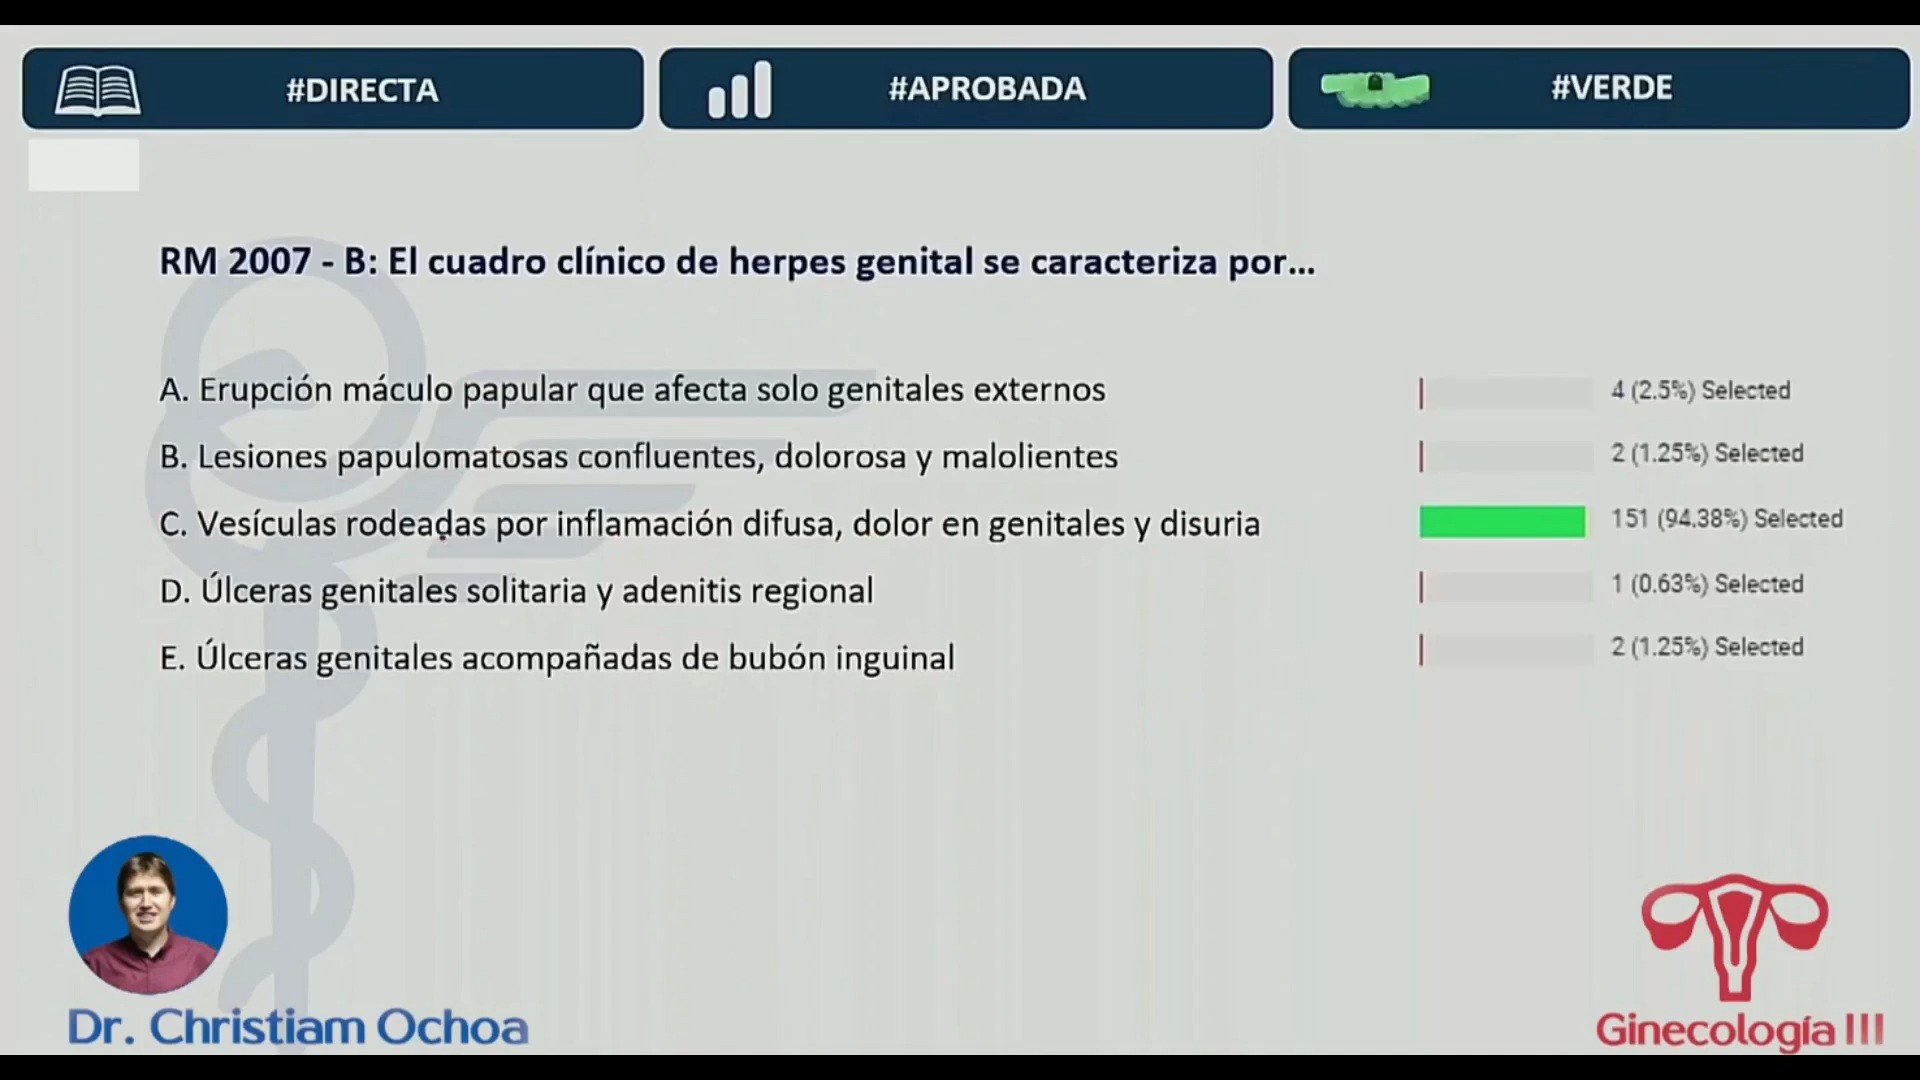 #DIRECTA
#APROBADA
#VERDE
RM 2007 - B: El cuadro clínico de herpes genital se caracteriza por...
A. Erupción máculo papular que afecta solo genitales externos
4 (2.5%) Selected
B. Lesiones papulomatosas confluentes, dolorosa y malolientes
2 (1.25%) Selected
C. Vesículas rodeadas por inflamación difusa, dolor en genitales y disuria
151 (94.38%) Selected
D. Úlceras genitales solitaria y adenitis regional
1 (0.63%) Selected
E. Úlceras genitales acompañadas de bubón inguinal
2 (1.25%) Selected
Dr. Christiam Ochoa
Ginecología III